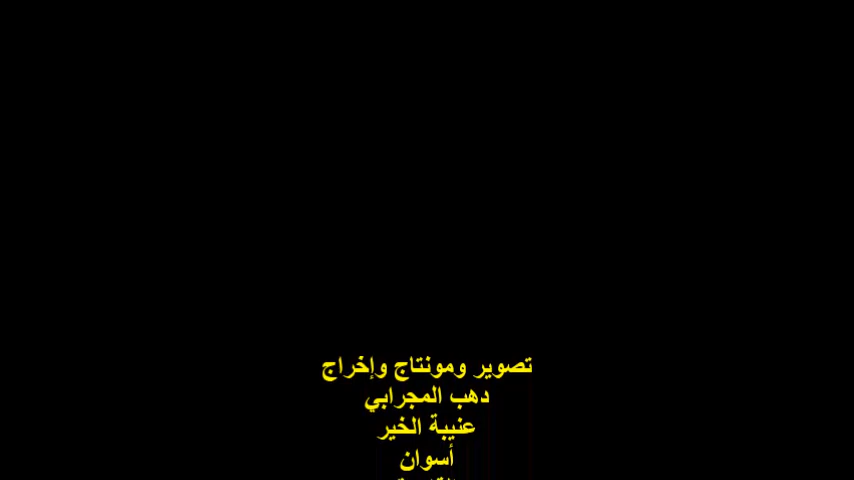 تصوير ومونتاج وإخراج
دهب المجرابي
عنيبة الخير
أسوان